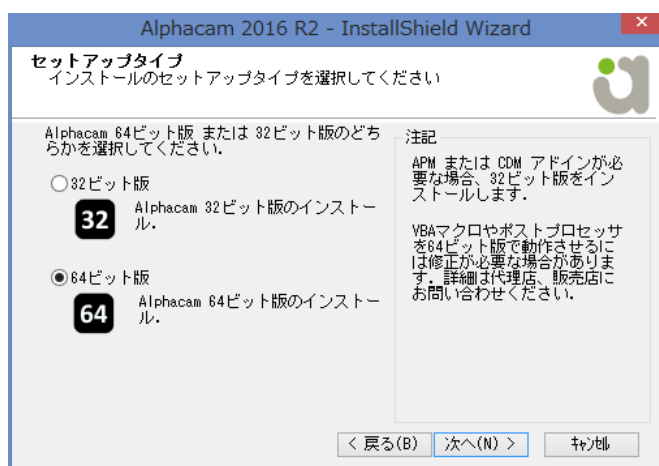 Alphacam 2016 R2 - InstallShield Wizard
セットアップタイプ
インストールのセットアップタイプを選択してください
Alphacam 64ビット版 または 32ビット版のどち
らかを選択してください.
32ビット版
32
Alphacam 32ビット版のインストー
ル.
64ビット版
64
Alphacam 64ビット版のインストー
ル.
注記
APM または CDM アドインが必
要な場合、32ビット版をイン
ストールします.
VBAマクロやポストプロセッサ
を64ビット版で動作させるに
は修正が必要な場合がありま
す. 詳細は代理店、販売店に
お問い合わせください.
< 戻る(B)
次へ(N) >
ｷｬﾝｾﾙ